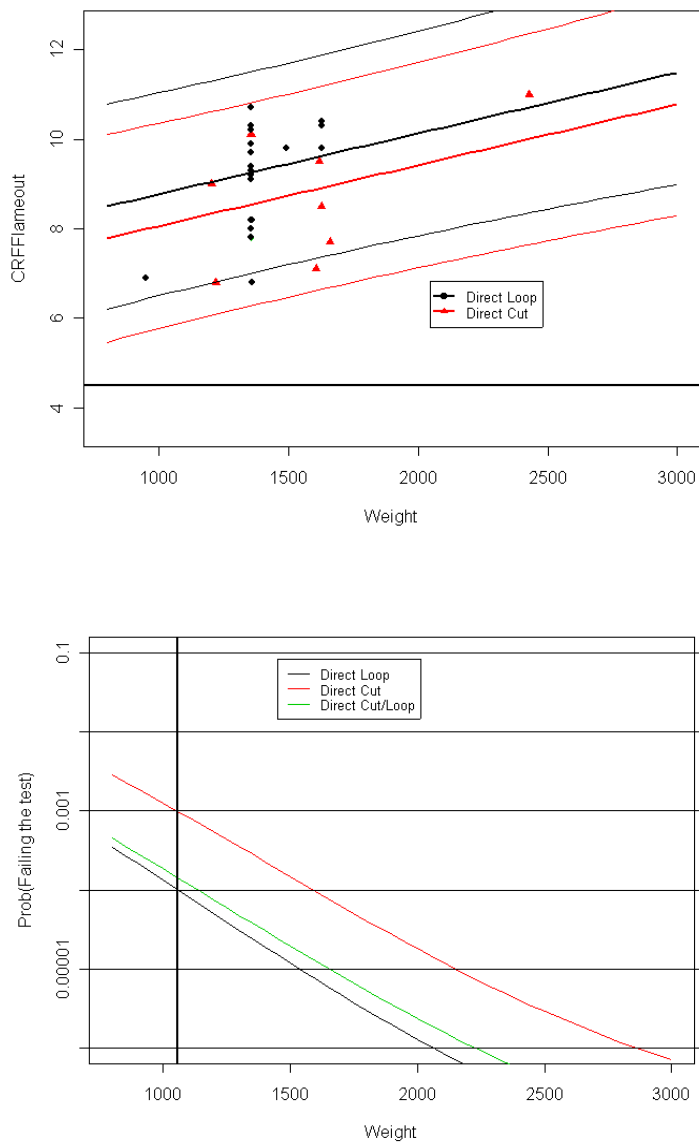 12
10
8
6
4
CRFFlameout
Direct Loop
Direct Cut
1000 1500 2000 2500 3000
Weight
0.1
0.001
0.00001
Prob(Failing the test)
Direct Loop
Direct Cut
Direct Cut/Loop
1000 1500 2000 2500 3000
Weight